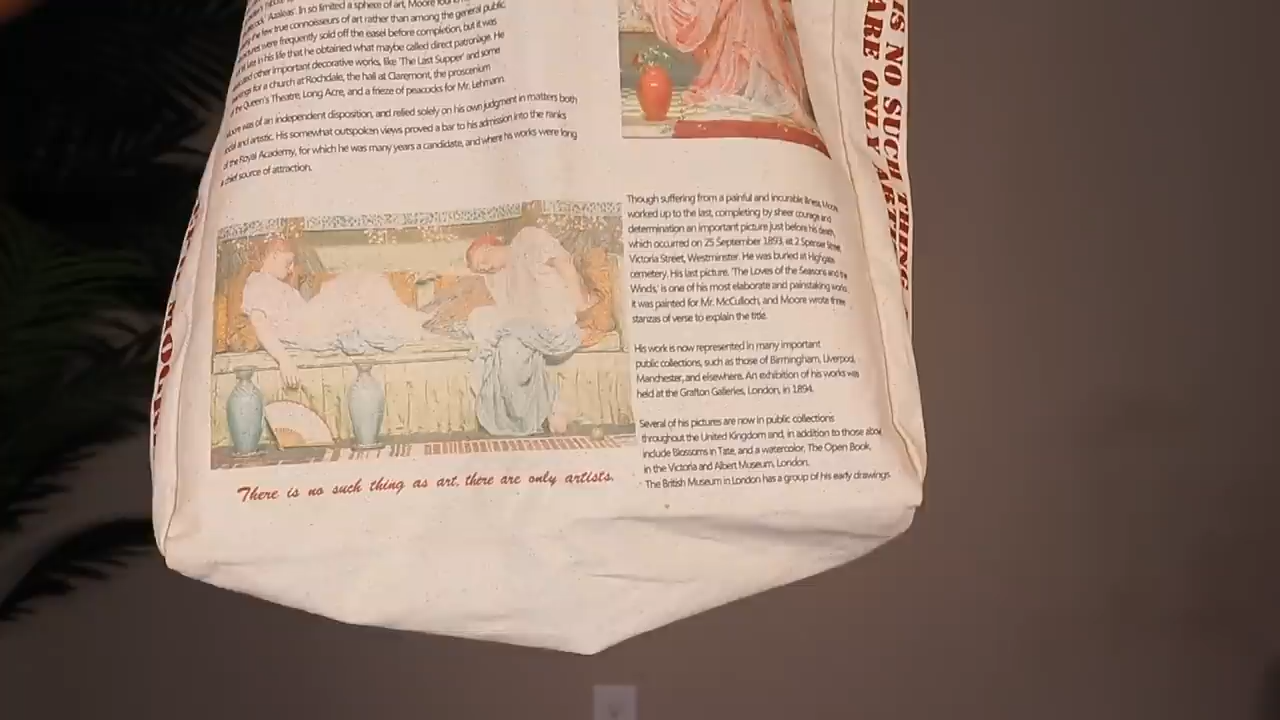 'Azaleas'. In so limited a sphere of art, Moore
the few true connoisseurs of art rather than among the general public
were frequently sold off the easel before completion, but it was
late in his life that he obtained what maybe called direct patronage. He
other important decorative works, like 'The Last Supper' and some
for a church at Rochdale, the hall at Claremont, the proscenium
the Queen's Theatre, Long Acre, and a frieze of peacocks for Mr. Lehmann.
Moore was of an independent disposition, and relied solely on his own judgment in matters both
social and artistic. His somewhat outspoken views proved a bar to his admission into the ranks
of the Royal Academy, for which he was many years a candidate, and where his works were long
a chief source of attraction.
Though suffering from a painful and incurable illness, Moore
worked up to the last, completing by sheer courage and
determination an important picture just before his death,
which occurred on 25 September 1893, at 2 Spenser Street,
Victoria Street, Westminster. He was buried at Highgate
cemetery. His last picture, 'The Loves of the Seasons and the
Winds,' is one of his most elaborate and painstaking works.
It was painted for Mr. McCulloch, and Moore wrote three
stanzas of verse to explain the title.
His work is now represented in many important
public collections, such as those of Birmingham, Liverpool,
Manchester, and elsewhere. An exhibition of his works was
held at the Grafton Galleries, London, in 1894.
Several of his pictures are now in public collections
throughout the United Kingdom and, in addition to those above
include Blossoms in Tate, and a watercolor, The Open Book,
in the Victoria and Albert Museum, London.
The British Museum in London has a group of his early drawings.
There is no such thing as art, there are only artists.
IS NO SUCH THING
ARE ONLY